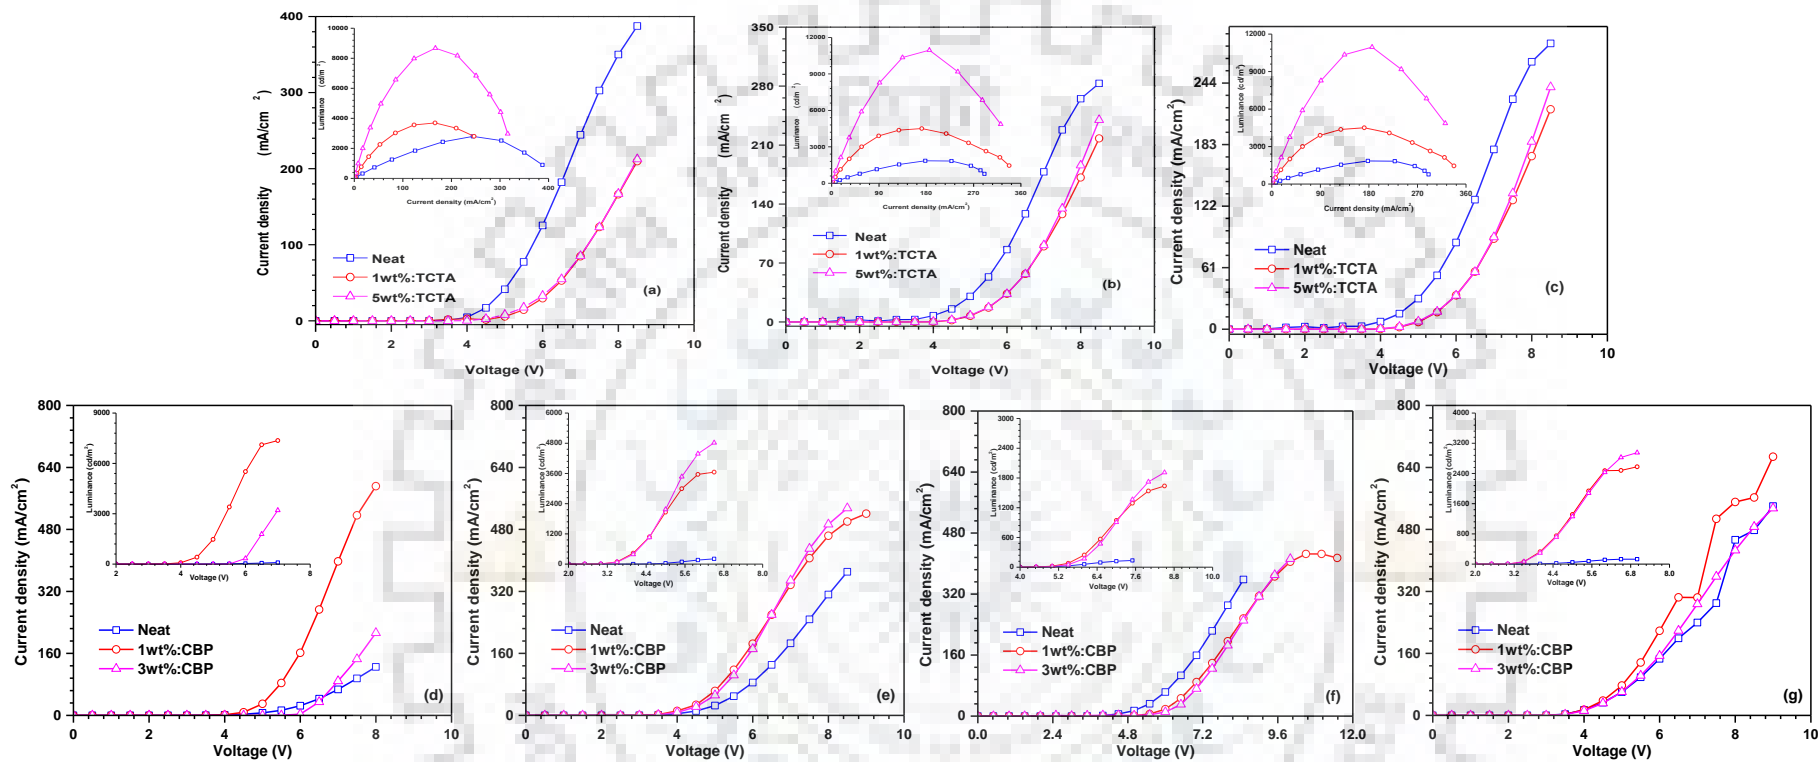 400
300
200
100
0
0
2
4
6
8
10
Current density (mA/cm²)
Voltage (V)
Neat
1wt%:TCTA
5wt%:TCTA
(a)
10000
8000
6000
4000
2000
0
0
100
200
300
400
Luminance (cd/m
Current density (mA/cm²)
350
280
210
140
70
0
0
2
4
6
8
10
Current density (mA/cm²)
Voltage (V)
Neat
1wt%:TCTA
5wt%:TCTA
(b)
12000
9000
6000
3000
0
0
90
180
270
360
Luminance (cd/m²)
Current density (mA/cm²)
244
183
122
61
0
0
2
4
6
8
10
Current density (mA/cm²)
Voltage (V)
Neat
1wt%:TCTA
5wt%:TCTA
(c)
12000
9000
6000
3000
0
0
90
180
270
360
Luminance (cd/m²)
Current density (mA/cm²)
800
640
480
320
160
0
0
2
4
6
8
10
Current density (mA/cm²)
Voltage (V)
Neat
1wt%:CBP
3wt%:CBP
(d)
9000
6000
3000
0
2
4
6
8
Luminance (cd/m²)
Voltage (V)
800
640
480
320
160
0
0
2
4
6
8
10
Current density (mA/cm²)
Voltage (V)
Neat
1wt%:CBP
3wt%:CBP
(e)
6000
4800
3600
2400
1200
0
2.0
3.2
4.4
5.6
6.8
8.0
Luminance (cd/m²)
Voltage (V)
800
640
480
320
160
0
0.0
2.4
4.8
7.2
9.6
12.0
Current density (mA/cm²)
Voltage (V)
Neat
1wt%:CBP
3wt%:CBP
(f)
3000
2400
1800
1200
600
0
4.0
5.2
6.4
7.6
8.8
10.0
Luminance (cd/m²)
Voltage (V)
800
640
480
320
160
0
0
2
4
6
8
10
Current density (mA/cm²)
Voltage (V)
Neat
1wt%:CBP
3wt%:CBP
(g)
4000
3200
2400
1600
800
0
2.0
3.2
4.4
5.6
6.8
8.0
Luminance (cd/m²)
Voltage (V)